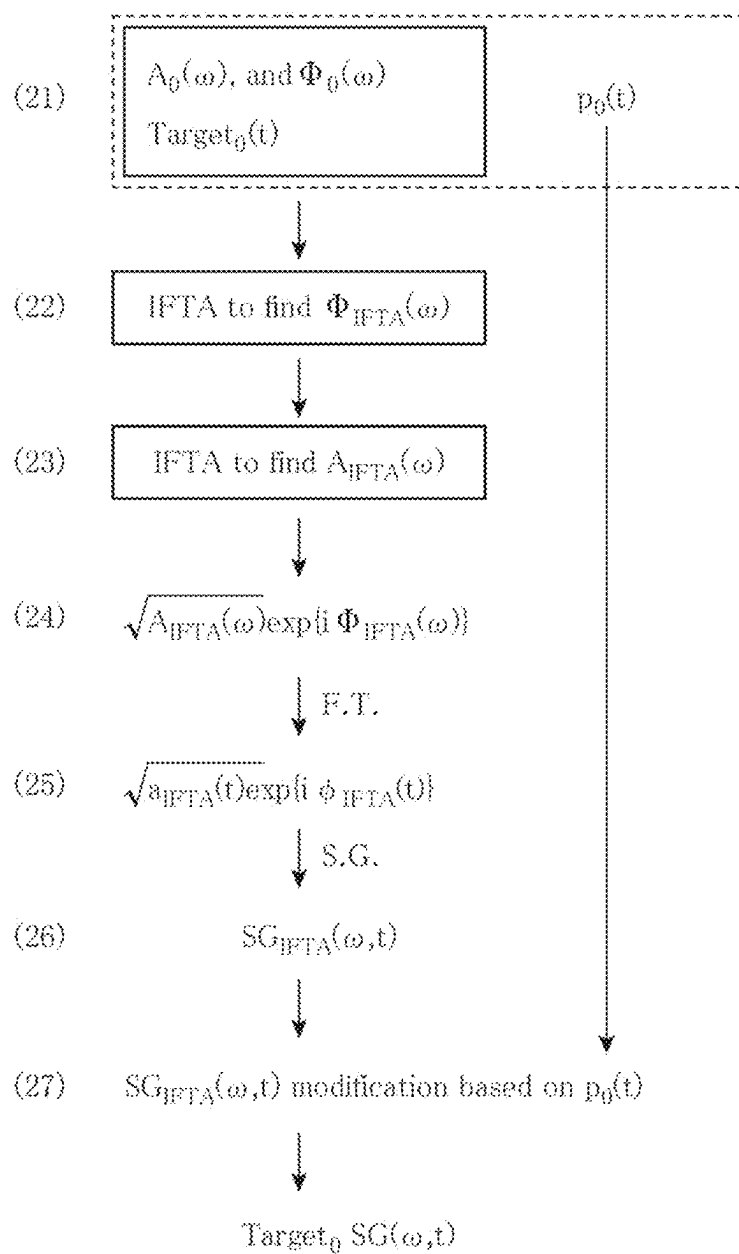 (21) A₀(ω), and Φ₀(ω)
Target₀(t)
p₀(t)
(22) IFTA to find Φ_IFTA(ω)
(23) IFTA to find A_IFTA(ω)
(24) √A_IFTA(ω) exp{i Φ_IFTA(ω)}
F.T.
(25) √a_IFTA(t) exp{i ϕ_IFTA(t)}
S.G.
(26) SG_IFTA(ω,t)
(27) SG_IFTA(ω,t) modification based on p₀(t)
Target₀ SG(ω,t)